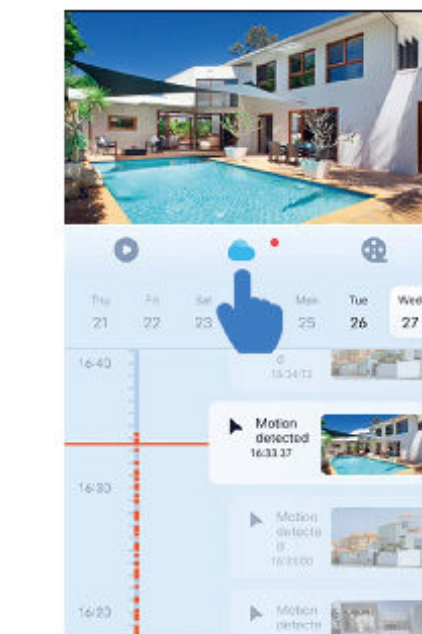 Thu Fri Sat Mon Tue Wed
21 22 23 25 26 27
16:40
d
16:34:13
Motion
detected
16:33:37
16:30
Motion
detecte
d
16:33:00
16:20
Motion
detecte